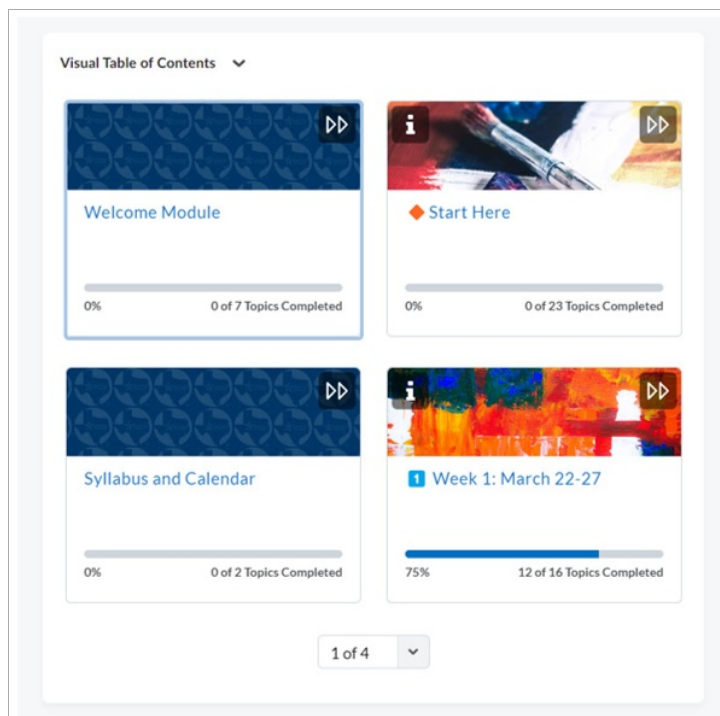 Visual Table of Contents
Welcome Module
0% 0 of 7 Topics Completed
Start Here
0% 0 of 23 Topics Completed
Syllabus and Calendar
0% 0 of 2 Topics Completed
1 Week 1: March 22-27
75% 12 of 16 Topics Completed
1 of 4